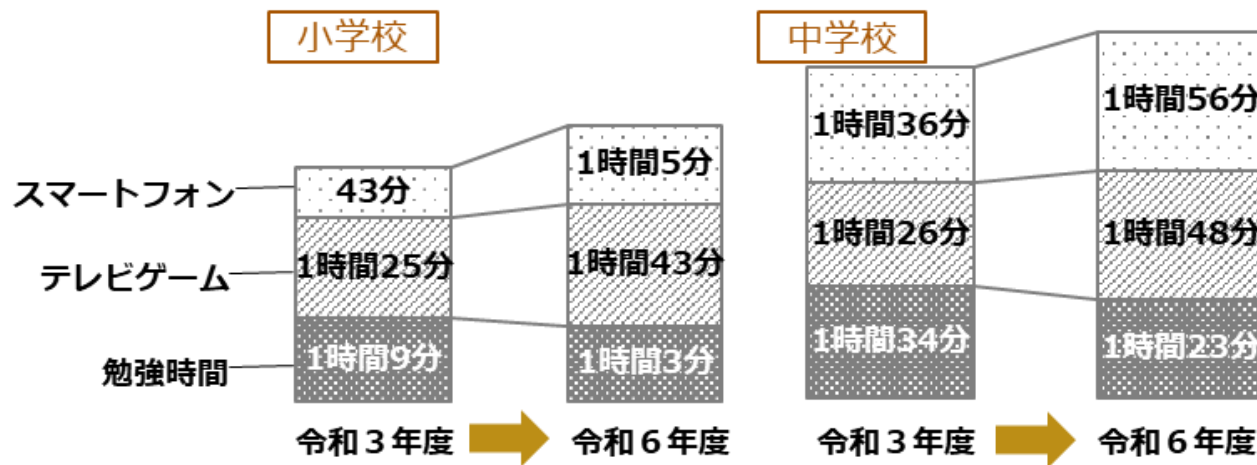 小学校
中学校
スマートフォン
43分
1時間5分
1時間36分
1時間56分
テレビゲーム
1時間25分
1時間43分
1時間26分
1時間48分
勉強時間
1時間9分
1時間3分
1時間34分
1時間23分
令和３年度
令和６年度
令和３年度
令和６年度